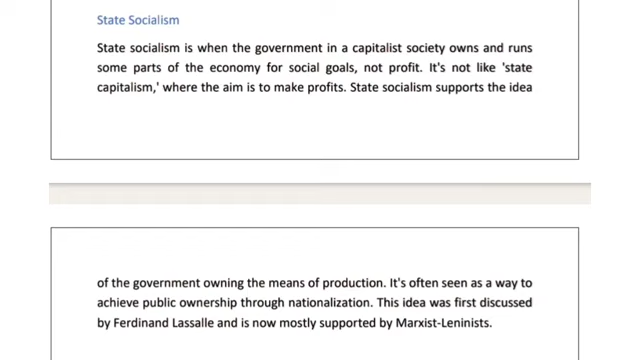 State Socialism
State socialism is when the government in a capitalist society owns and runs
some parts of the economy for social goals, not profit. It's not like 'state
capitalism,' where the aim is to make profits. State socialism supports the idea
of the government owning the means of production. It's often seen as a way to
achieve public ownership through nationalization. This idea was first discussed
by Ferdinand Lassalle and is now mostly supported by Marxist-Leninists.